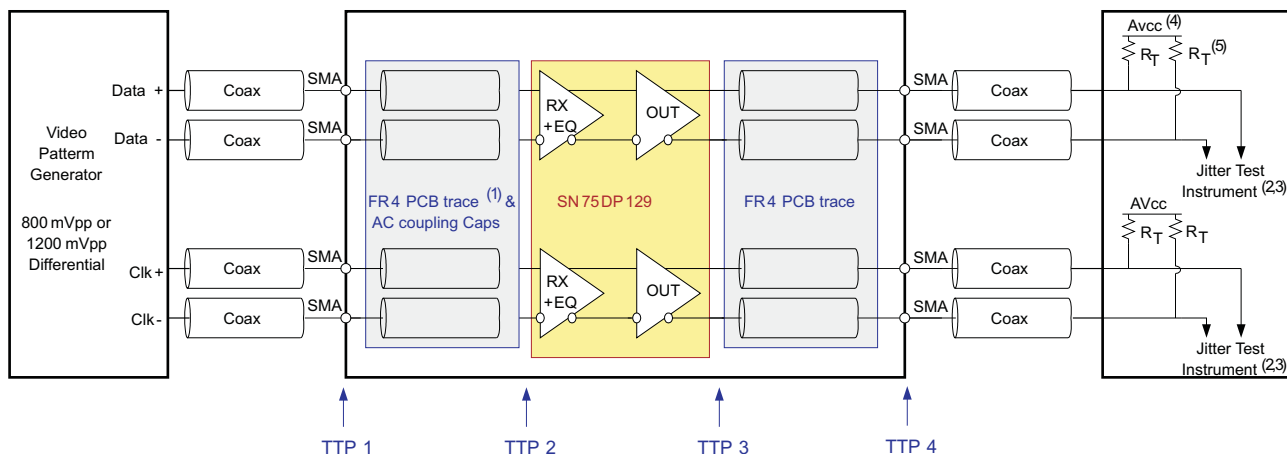 Video
Patterm
Generator
800 mVpp or
1200 mVpp
Differential
Data +
Data -
Clk+
Clk-
Coax
Coax
Coax
Coax
SMA
SMA
SMA
SMA
FR4 PCB trace (1) &
AC coupling Caps
RX
+EQ
OUT
SN75DP129
RX
+EQ
OUT
FR4 PCB trace
SMA
SMA
SMA
SMA
Coax
Coax
Coax
Coax
Avcc (4)
RT
RT (5)
Jitter Test
Instrument (2,3)
AVcc
RT
RT
Jitter Test
Instrument (2,3)
TTP 1
TTP 2
TTP 3
TTP 4